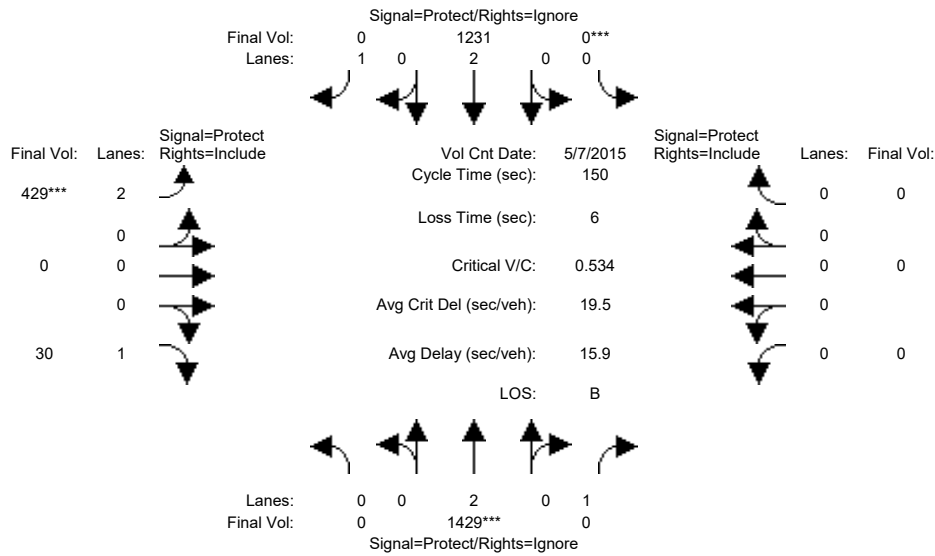 Signal=Protect/Rights=Ignore
Final Vol: 0 1231 0***
Lanes: 1 0 2 0 0
Signal=Protect Signal=Protect
Final Vol: Lanes: Rights=Include Vol Cnt Date: 5/7/2015 Rights=Include Lanes: Final Vol:
Cycle Time (sec): 150
429*** 2 0 0
Loss Time (sec): 6
0 0
0 0 Critical V/C: 0.534 0 0
0 Avg Crit Del (sec/veh): 19.5 0
30 1 Avg Delay (sec/veh): 15.9 0 0
LOS: B
Lanes: 0 0 2 0 1
Final Vol: 0 1429*** 0
Signal=Protect/Rights=Ignore